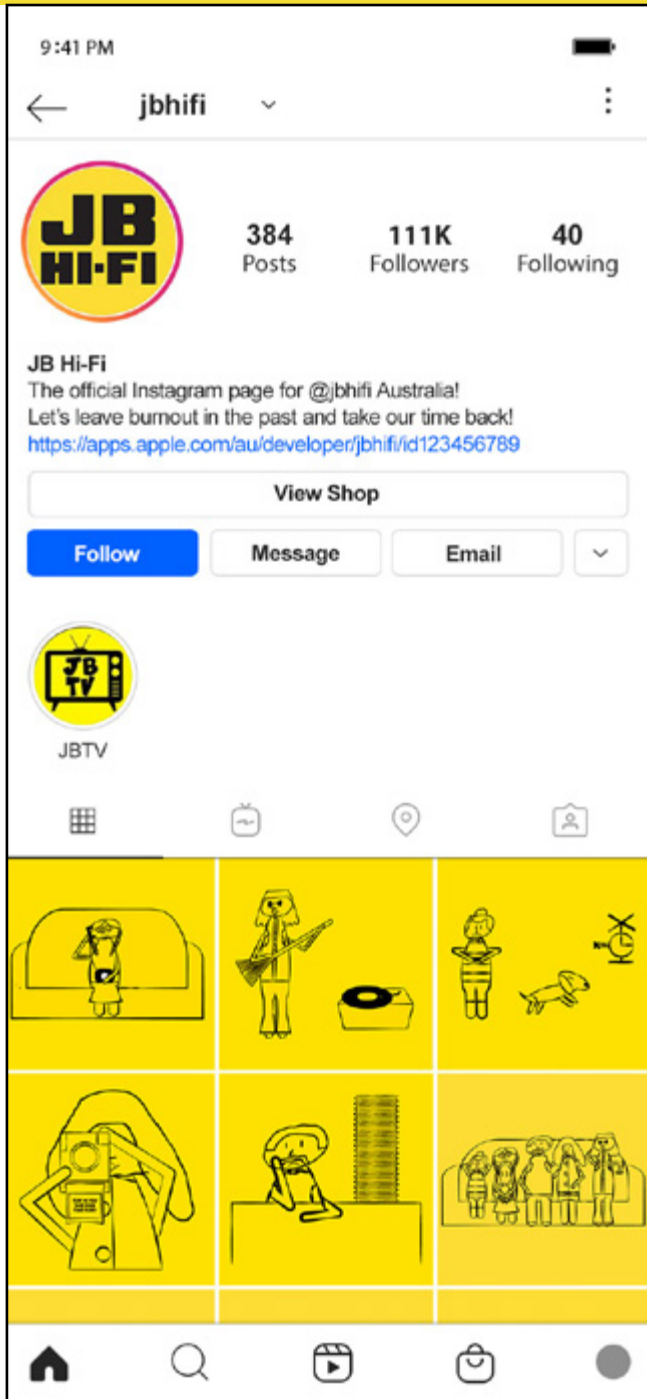 9:41 PM
jbhifi
JB
HI-FI
384
Posts
111K
Followers
40
Following
JB Hi-Fi
The official Instagram page for @jbhifi Australia!
Let's leave burnout in the past and take our time back!
https://apps.apple.com/au/developer/jbhifi/id123456789
View Shop
Follow
Message
Email
JB
TV
JBTV